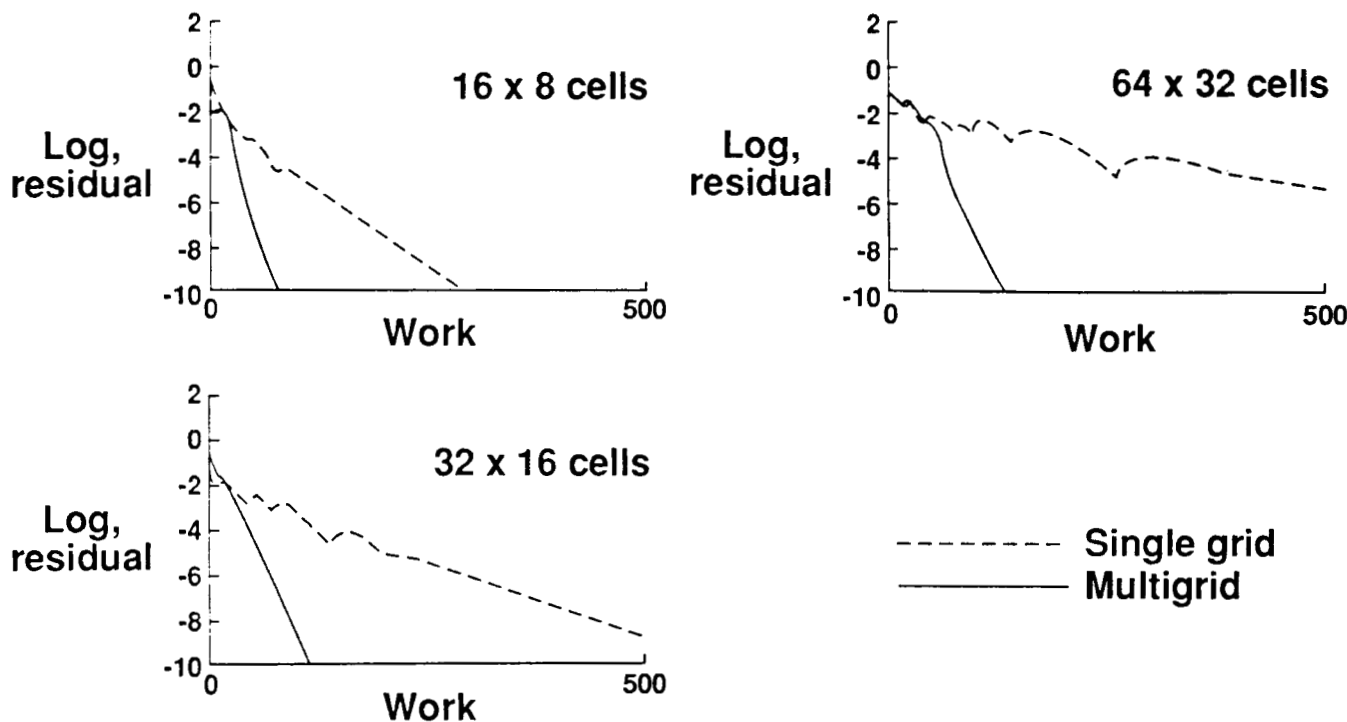 2
0
-2
-4
-6
-8
-10
16 x 8 cells
Log,
residual
0
500
Work
2
0
-2
-4
-6
-8
-10
64 x 32 cells
Log,
residual
0
500
Work
2
0
-2
-4
-6
-8
-10
32 x 16 cells
Log,
residual
0
500
Work
Single grid
Multigrid